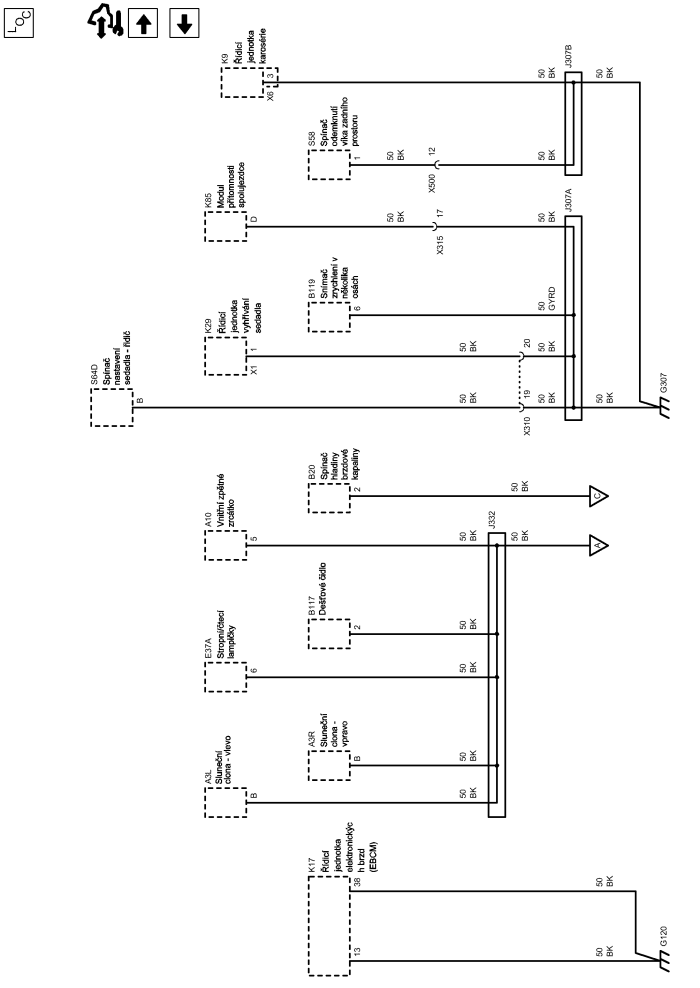 LOC
K17
Řídicí
jednotka
elektronickýc
h brzd
(EBCM)
13
38
50
BK
50
BK
G120
A3L
Sluneční
clona - vlevo
B
50
BK
A3R
Sluneční
clona -
vpravo
B
50
BK
E37A
Stropní/čtecí
lampičky
6
50
BK
B117
Dešťové čidlo
2
50
BK
A10
Vnitřní zpětné
zrcátko
5
50
BK
J332
50
BK
A
B20
Spínač
hladiny
brzdové
kapaliny
2
50
BK
C
S64D
Spínač
nastavení
sedadla - řidič
B
50
BK
X310
19
50
BK
50
BK
G307
K29
Řídicí
jednotka
vyhřívání
sedadla
X1
1
50
BK
20
50
BK
B119
Snímač
zrychlení v
několika
osách
6
50
GYRD
K85
Modul
přítomnosti
spolujezdce
D
50
BK
X315
17
50
BK
J307A
S58
Spínač
odemknutí
víka zadního
prostoru
1
50
BK
X500
12
50
BK
K9
Řídicí
jednotka
karosérie
X6
3
50
BK
J307B
50
BK